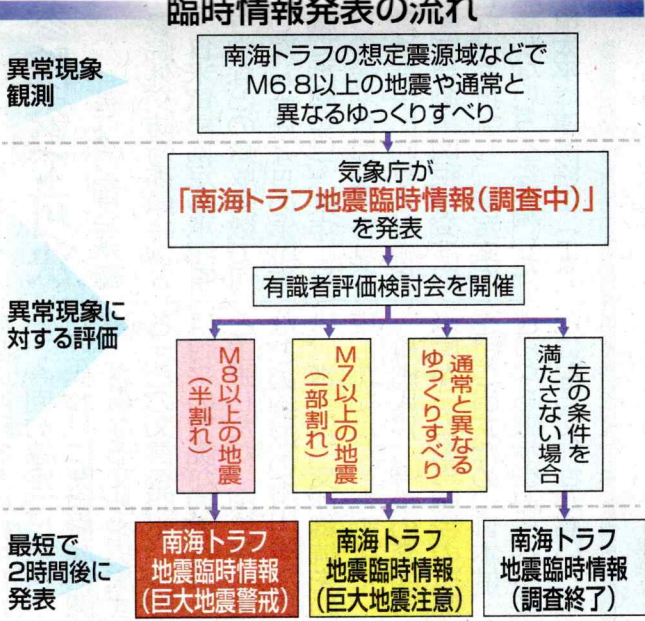 臨時情報発表の流れ
異常現象
観測
南海トラフの想定震源域などで
M6.8以上の地震や通常と
異なるゆっくりすべり
気象庁が
「南海トラフ地震臨時情報(調査中)」
を発表
有識者評価検討会を開催
異常現象に
対する評価
M8以上の地震
(半割れ)
M7以上の地震
(一部割れ)
通常と異なる
ゆっくりすべり
左の条件を
満たさない場合
最短で
2時間後に
発表
南海トラフ
地震臨時情報
(巨大地震警戒)
南海トラフ
地震臨時情報
(巨大地震注意)
南海トラフ
地震臨時情報
(調査終了)